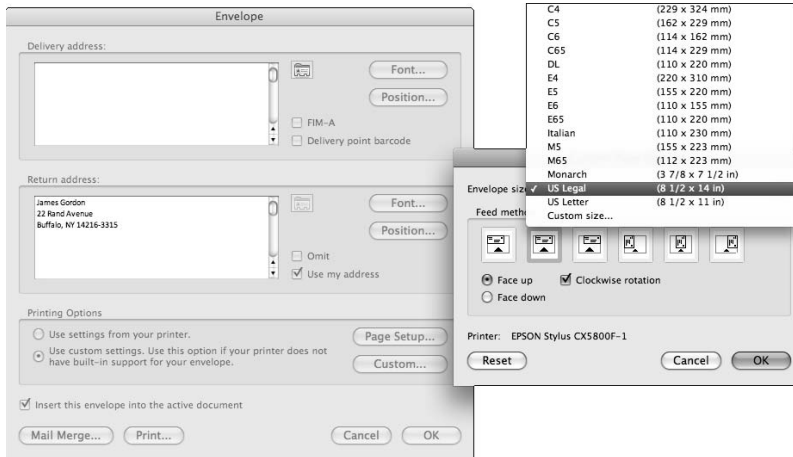 Envelope
Delivery address:
Font...
Position...
FIM-A
Delivery point barcode
Return address:
James Gordon
22 Rand Avenue
Buffalo, NY 14216-3315
Font...
Position...
Omit
Use my address
Printing Options
Use settings from your printer.
Page Setup...
Use custom settings. Use this option if your printer does not
have built-in support for your envelope.
Custom...
Insert this envelope into the active document
Mail Merge...
Print...
Cancel
OK
C4 (229 x 324 mm)
C5 (162 x 229 mm)
C6 (114 x 162 mm)
C65 (114 x 229 mm)
DL (110 x 220 mm)
E4 (220 x 310 mm)
E5 (155 x 220 mm)
E6 (110 x 155 mm)
E65 (110 x 220 mm)
Italian (110 x 230 mm)
M5 (155 x 223 mm)
M65 (112 x 223 mm)
Monarch (3 7/8 x 7 1/2 in)
Envelope size ✓ US Legal (8 1/2 x 14 in)
US Letter (8 1/2 x 11 in)
Custom size...
Feed metho
Face up
Clockwise rotation
Face down
Printer: EPSON Stylus CX5800F-1
Reset
Cancel
OK